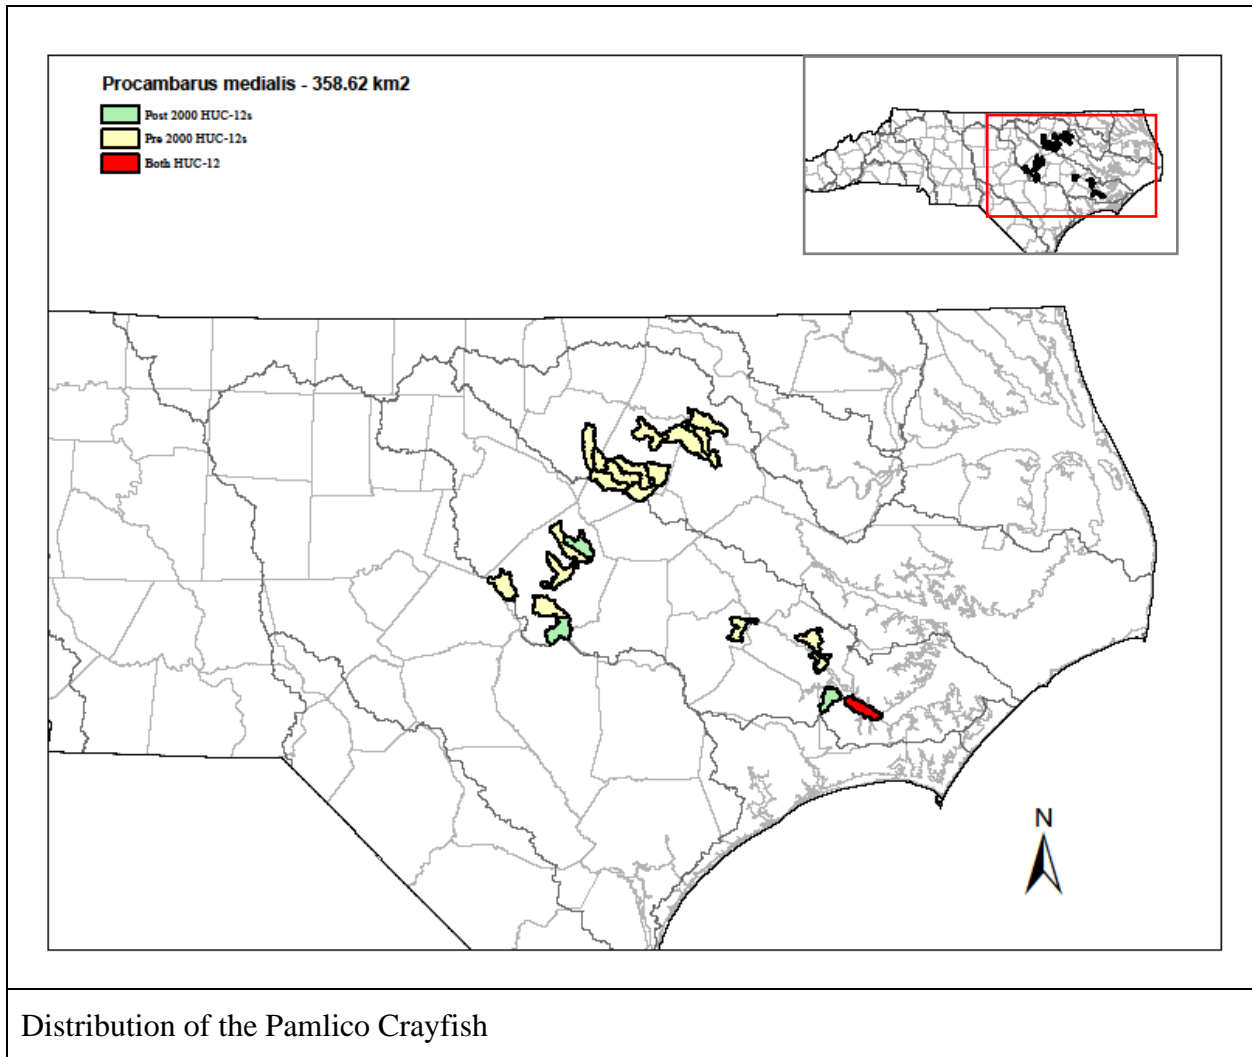 Procambarus medialis - 358.62 km2
Post 2000 HUC-12s
Pre 2000 HUC-12s
Both HUC-12
N
Distribution of the Pamlico Crayfish